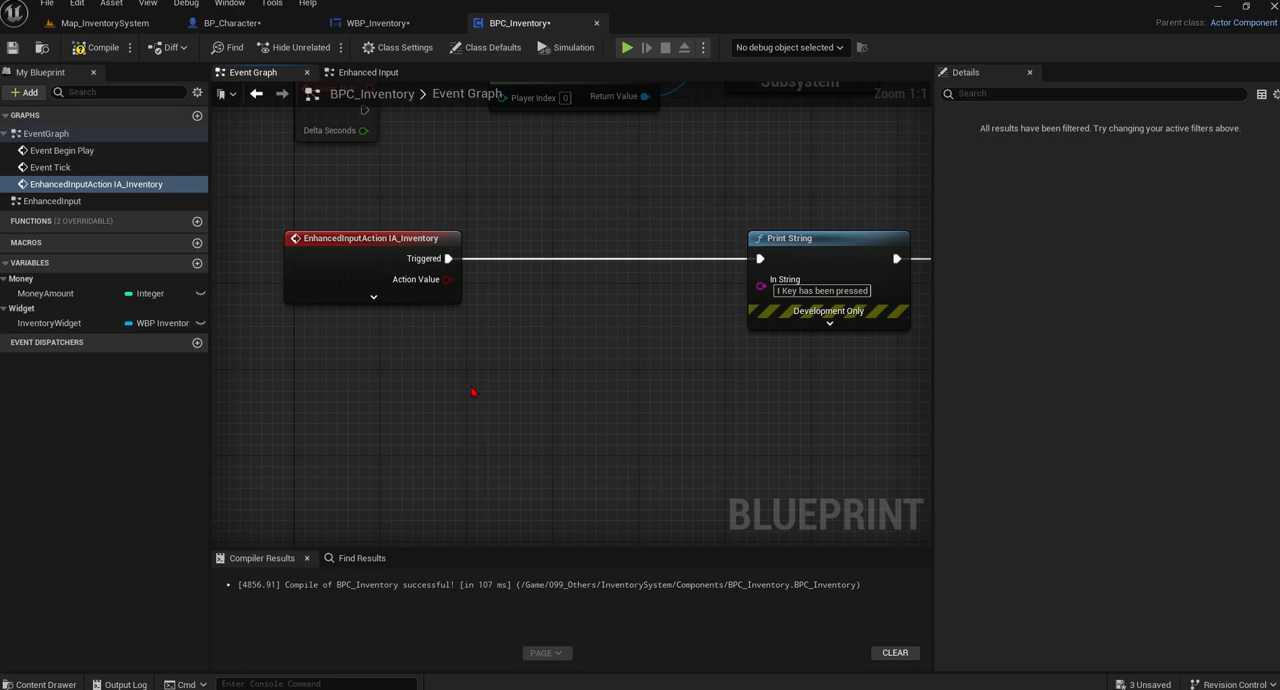 File Edit Asset View Debug Window Tools Help
Map_InventorySystem BP_Character* WBP_Inventory* BPC_Inventory*
Parent class: Actor Component
Compile Diff Find Hide Unrelated Class Settings Class Defaults Simulation No debug object selected
My Blueprint Event Graph Enhanced Input Details
Add Search BPC_Inventory > Event Graph Zoom 1:1 Search
Subsystem
Player Index 0 Return Value
All results have been filtered. Try changing your active filters above.
Delta Seconds
GRAPHS
EventGraph
Event Begin Play
Event Tick
EnhancedInputAction IA_Inventory
EnhancedInput
FUNCTIONS (2 OVERRIDABLE)
MACROS
VARIABLES
Money
MoneyAmount Integer
Widget
InventoryWidget WBP Inventor
EVENT DISPATCHERS
EnhancedInputAction IA_Inventory
Triggered
Action Value
Print String
In String
I Key has been pressed
Development Only
BLUEPRINT
Compiler Results Find Results
[4856.91] Compile of BPC_Inventory successful! [in 107 ms] (/Game/099_Others/InventorySystem/Components/BPC_Inventory.BPC_Inventory)
PAGE CLEAR
Content Drawer Output Log Cmd Enter Console Command 3 Unsaved Revision Control